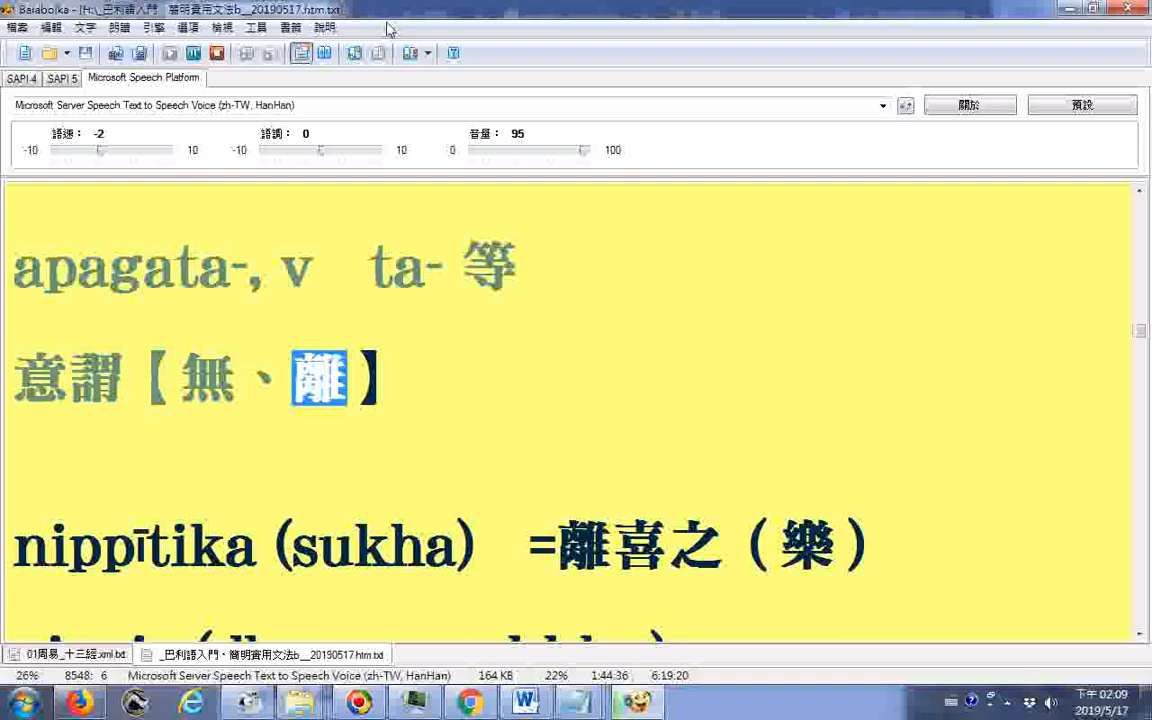 Balabolka - [H:\_巴利語入門、簡明實用文法b__20190517.htm.txt]
檔案 編輯 文字 朗讀 引擎 選項 檢視 工具 書籤 說明
SAPI 4 SAPI 5 Microsoft Speech Platform
Microsoft Server Speech Text to Speech Voice (zh-TW, HanHan) 關於 預設
語速： -2 語調： 0 音量： 95
-10 10 -10 10 0 100
apagata-, v ta- 等
意謂【無、離】
nippītika (sukha) =離喜之（樂）
01周易_十三經.xml.txt _巴利語入門、簡明實用文法b__20190517.htm.txt
26% 8548: 6 Microsoft Server Speech Text to Speech Voice (zh-TW, HanHan) 164 KB 22% 1:44:36 6:19:20
下午 02:09
2019/5/17